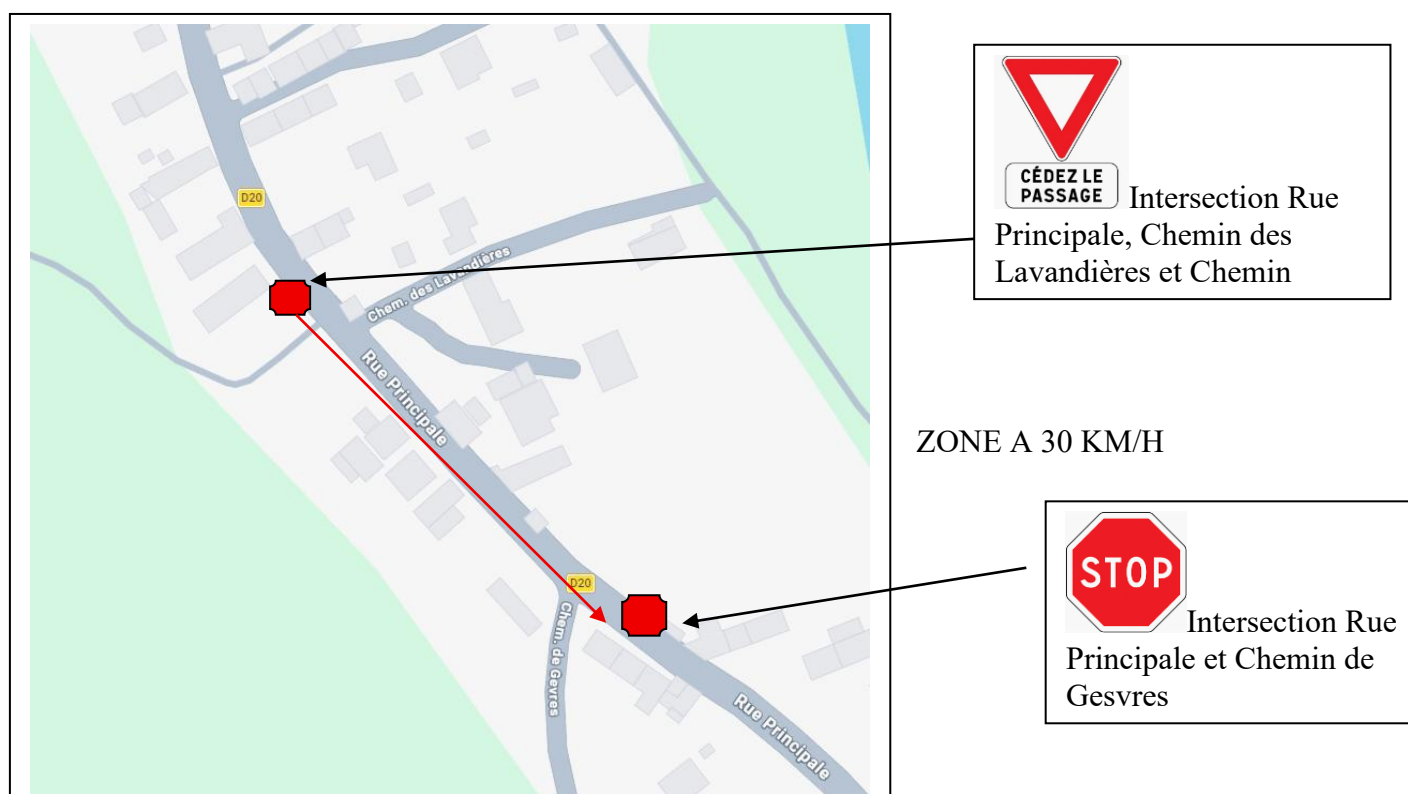 D20
Chem. des Lavandières
Rue Principale
D20
Chem. de Gevres
Rue Principale
CÉDEZ LE
PASSAGE Intersection Rue
Principale, Chemin des
Lavandières et Chemin
ZONE A 30 KM/H
STOP
Intersection Rue
Principale et Chemin de
Gesvres